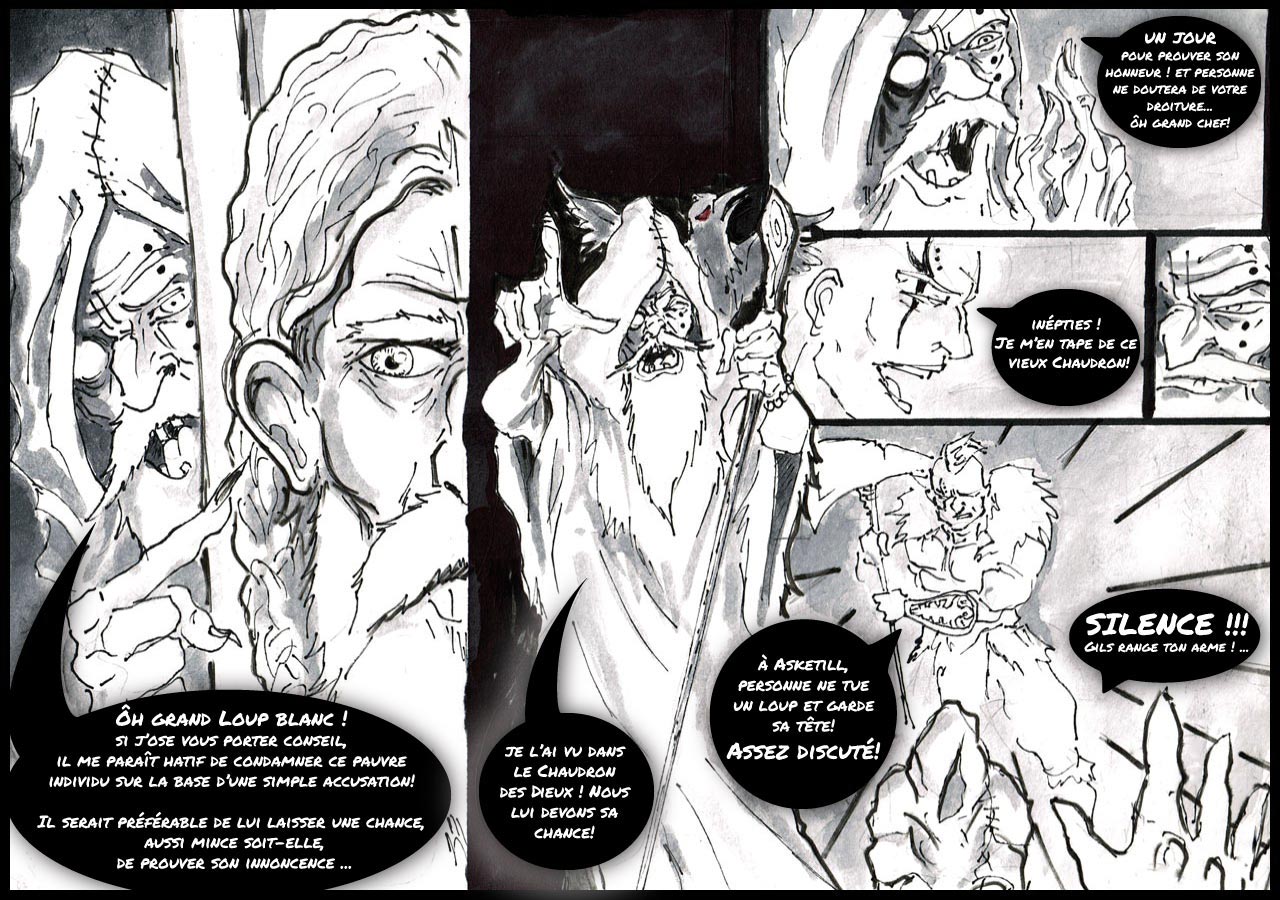 Ôh grand Loup blanc !
si j'ose vous porter conseil,
il me paraît hatif de condamner ce pauvre
individu sur la base d'une simple accusation!
Il serait préférable de lui laisser une chance,
aussi mince soit-elle,
de prouver son innoncence ...
je l'ai vu dans
le Chaudron
des Dieux ! Nous
lui devons sa
chance!
un jour
pour prouver son
honneur ! et personne
ne doutera de votre
droiture...
ôh grand chef!
inépties !
Je m'en tape de ce
vieux Chaudron!
À Asketill,
personne ne tue
un loup et garde
sa tête!
Assez discuté!
SILENCE !!!
Gils range ton arme ! ...